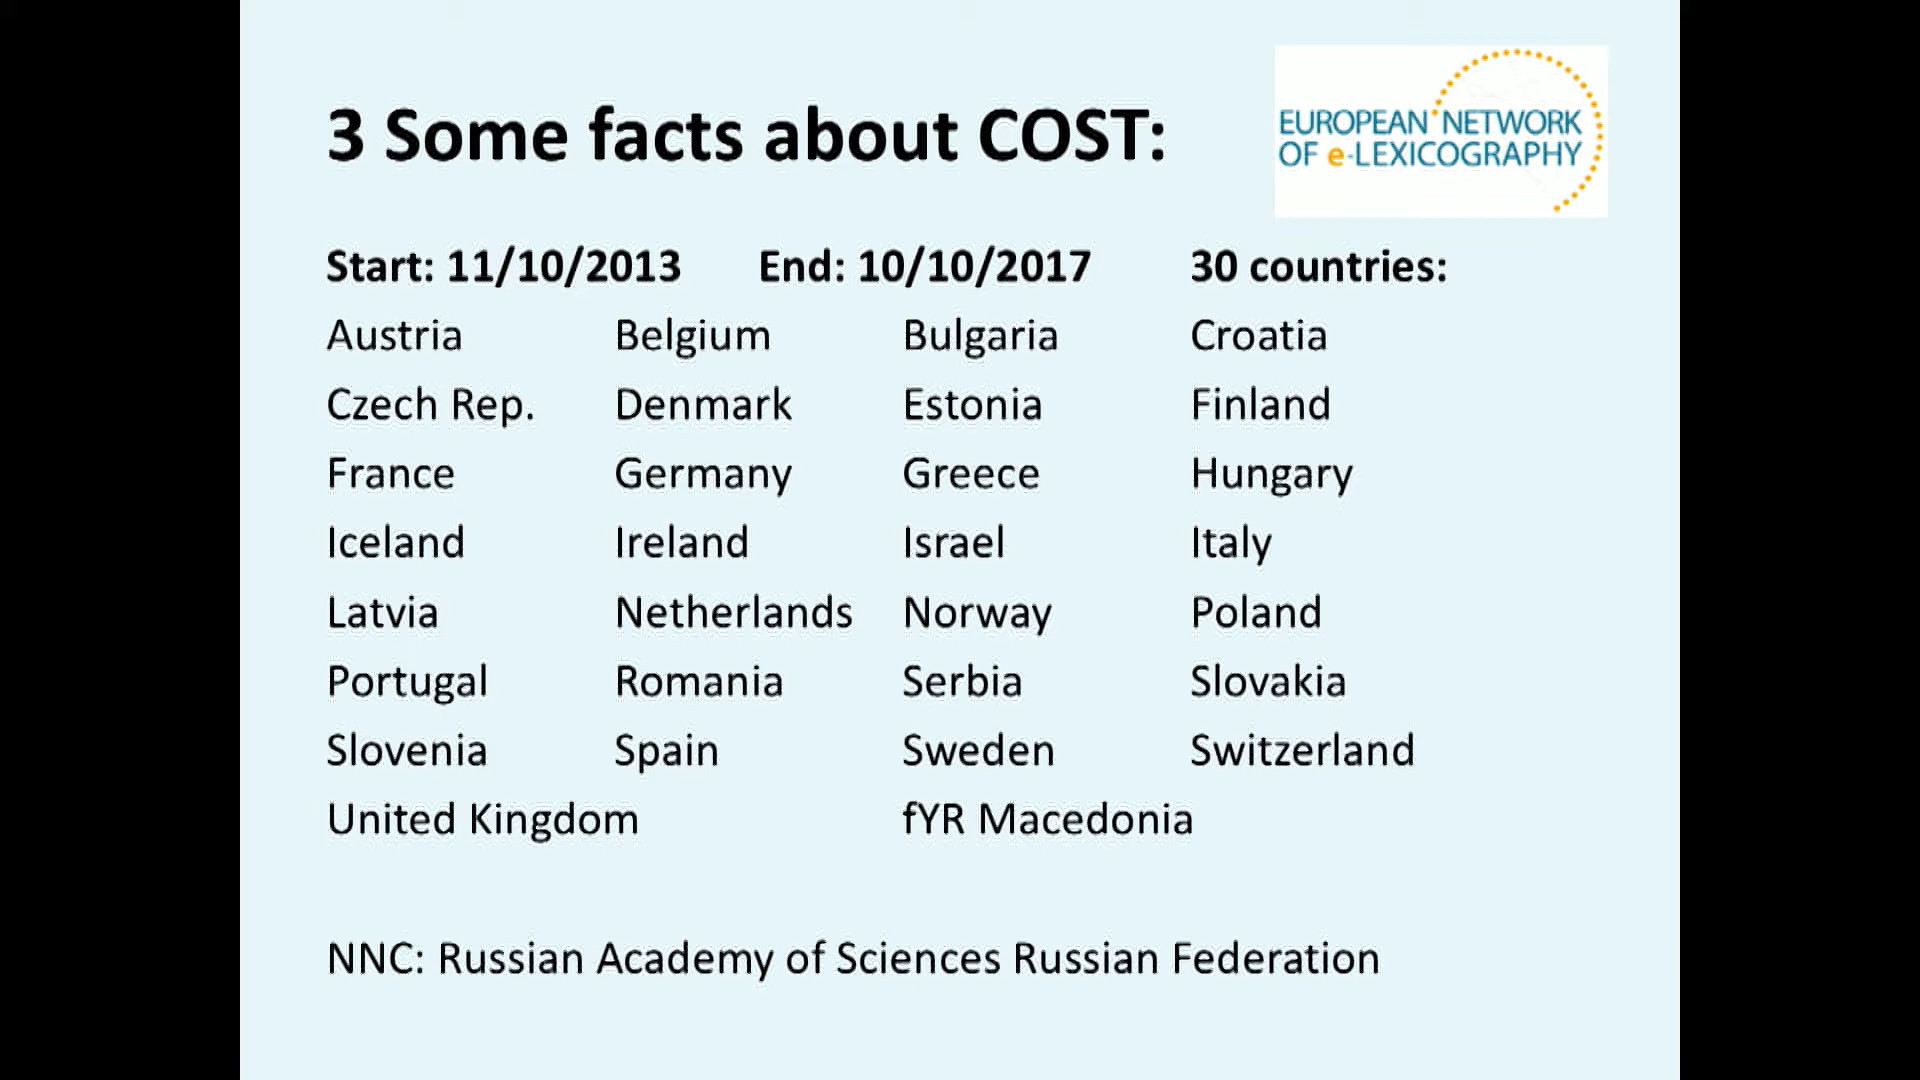 3 Some facts about COST:
EUROPEAN NETWORK
OF e-LEXICOGRAPHY
Start: 11/10/2013 End: 10/10/2017 30 countries:
Austria Belgium Bulgaria Croatia
Czech Rep. Denmark Estonia Finland
France Germany Greece Hungary
Iceland Ireland Israel Italy
Latvia Netherlands Norway Poland
Portugal Romania Serbia Slovakia
Slovenia Spain Sweden Switzerland
United Kingdom fYR Macedonia
NNC: Russian Academy of Sciences Russian Federation